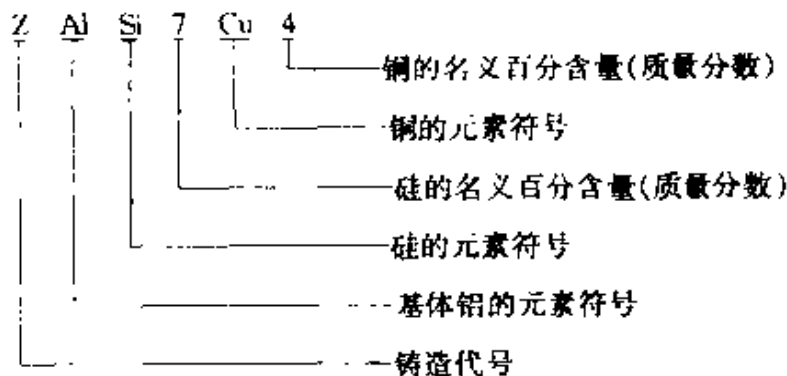 Z Al Si 7 Cu 4
铜的名义百分含量(质量分数)
铜的元素符号
硅的名义百分含量(质量分数)
硅的元素符号
基体铝的元素符号
铸造代号